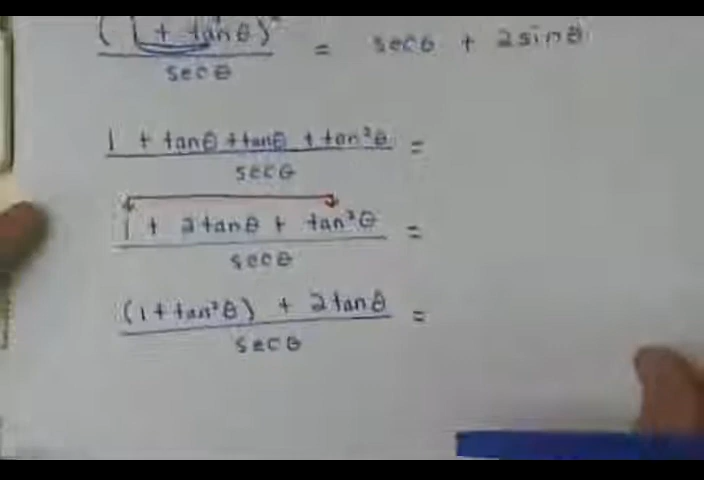 (1 + tanθ)² / secθ = secθ + 2sinθ
1 + tanθ + tanθ + tan²θ / secθ =
1 + 2tanθ + tan²θ / secθ =
(1 + tan²θ) + 2tanθ / secθ =